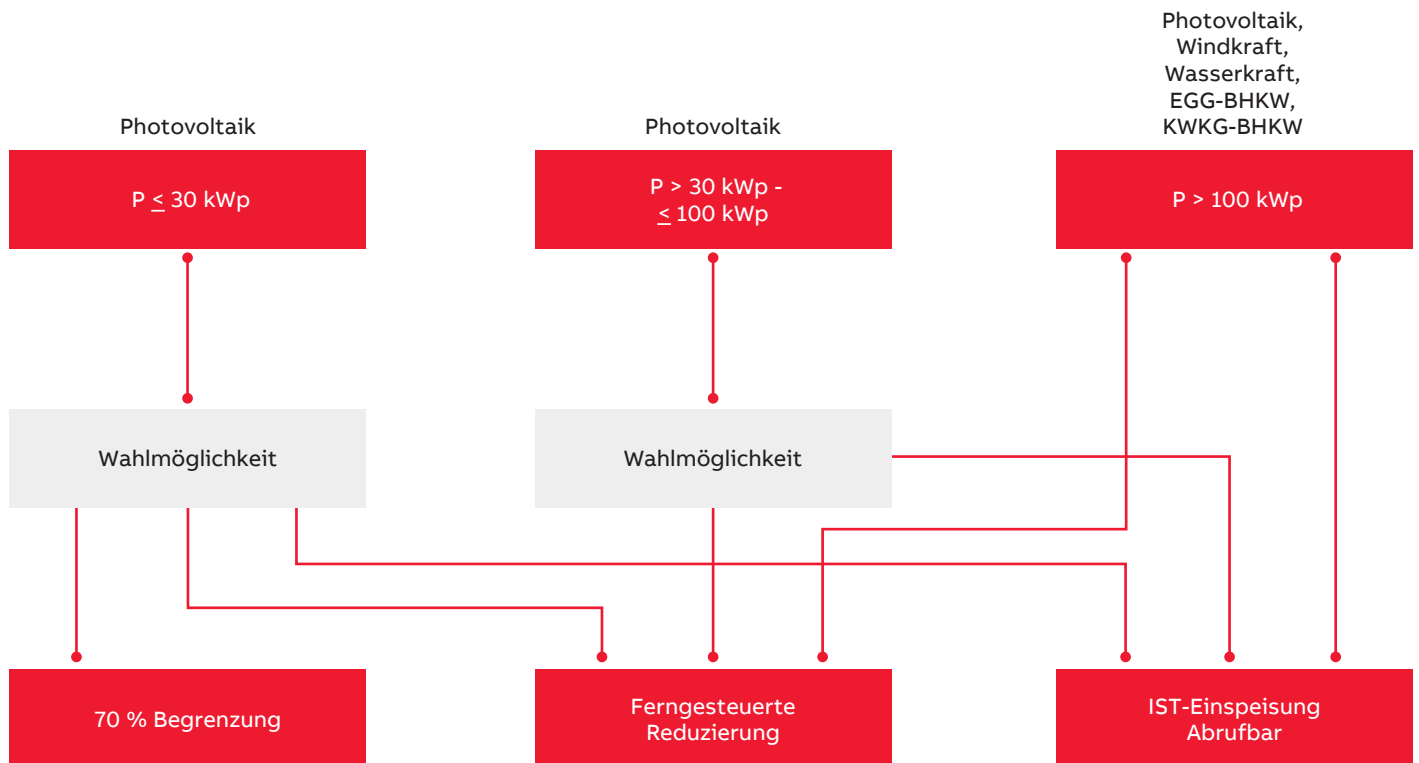 Photovoltaik,
Windkraft,
Wasserkraft,
EGG-BHKW,
KWKG-BHKW
Photovoltaik
Photovoltaik
P ≤ 30 kWp
P > 30 kWp -
≤ 100 kWp
P > 100 kWp
Wahlmöglichkeit
Wahlmöglichkeit
70 % Begrenzung
Ferngesteuerte
Reduzierung
IST-Einspeisung
Abrufbar